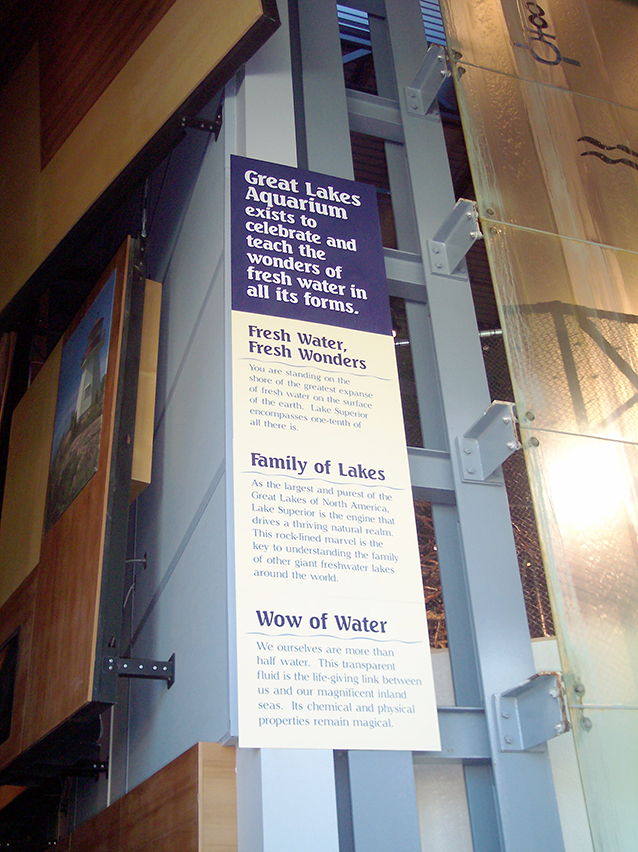 Great Lakes
Aquarium
exists to
celebrate and
teach the
wonders of
fresh water in
all its forms.
Fresh Water,
Fresh Wonders
You are standing on the
shore of the greatest expanse
of fresh water on the surface
of the earth. Lake Superior
encompasses one-tenth of
all there is.
Family of Lakes
As the largest and purest of the
Great Lakes of North America,
Lake Superior is the engine that
drives a thriving natural realm.
This rock-lined marvel is the
key to understanding the family
of other giant freshwater lakes
around the world.
Wow of Water
We ourselves are more than
half water. This transparent
fluid is the life-giving link between
us and our magnificent inland
seas. Its chemical and physical
properties remain magical.